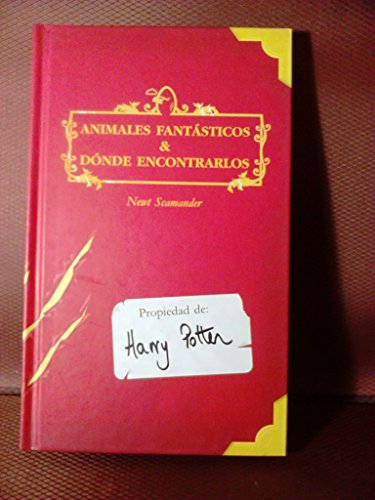 ANIMALES FANTÁSTICOS
&
DÓNDE ENCONTRARLOS
Newt Scamander
Propiedad de:
Harry Potter